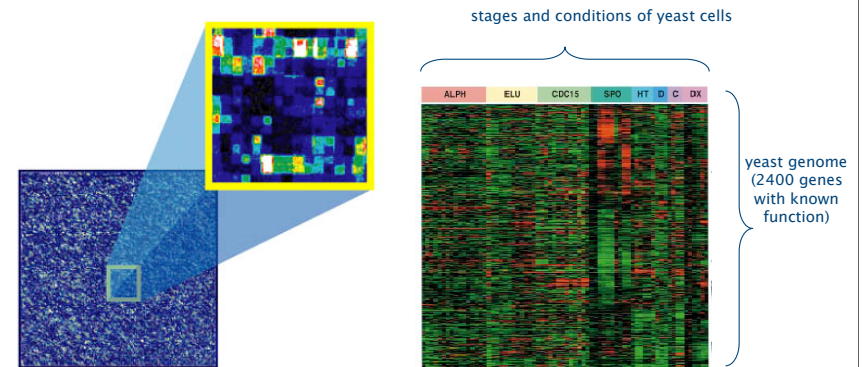 stages and conditions of yeast cells
ALPH ELU CDC15 SPO HT D C DX
yeast genome
(2400 genes
with known
function)